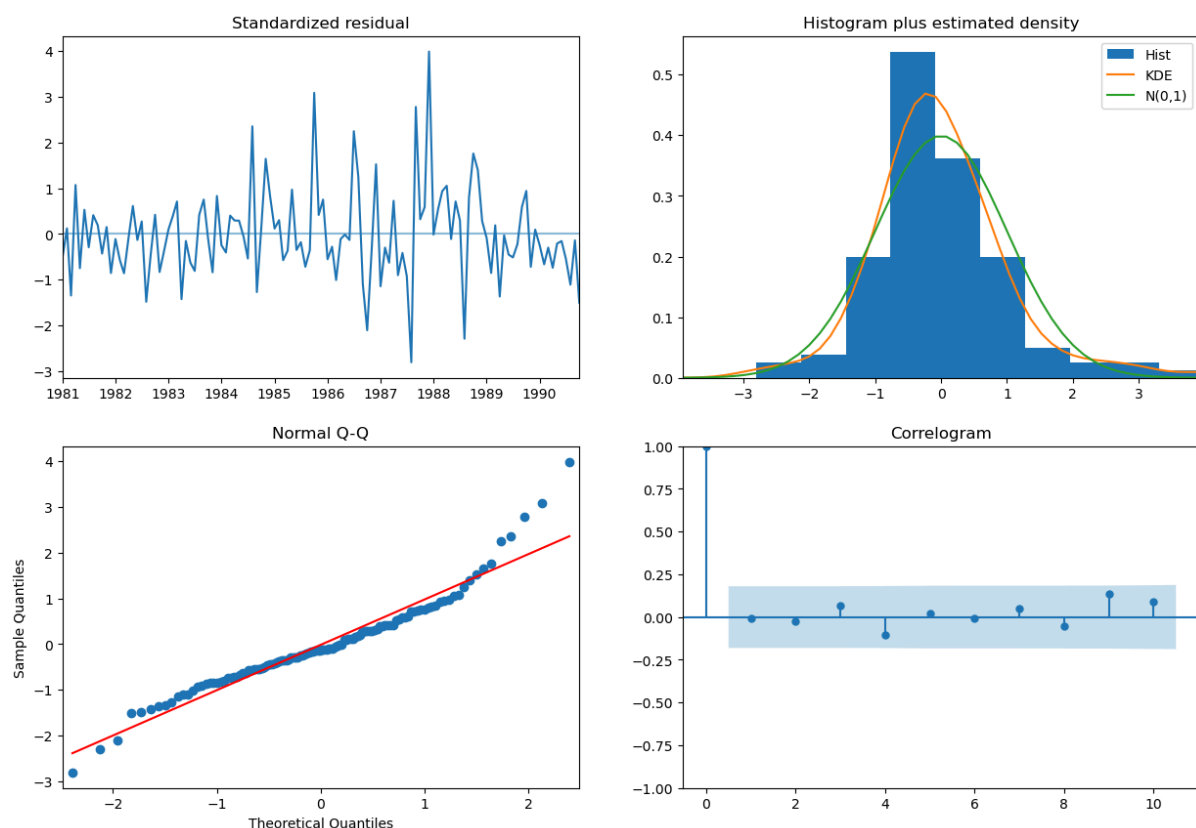 Standardized residual
4
3
2
1
0
−1
−2
−3
1981 1982 1983 1984 1985 1986 1987 1988 1989 1990
Histogram plus estimated density
Hist
KDE
N(0,1)
0.5
0.4
0.3
0.2
0.1
0.0
−3 −2 −1 0 1 2 3
Normal Q-Q
Sample Quantiles
4
3
2
1
0
−1
−2
−3
−2 −1 0 1 2
Theoretical Quantiles
Correlogram
1.00
0.75
0.50
0.25
0.00
−0.25
−0.50
−0.75
−1.00
0 2 4 6 8 10